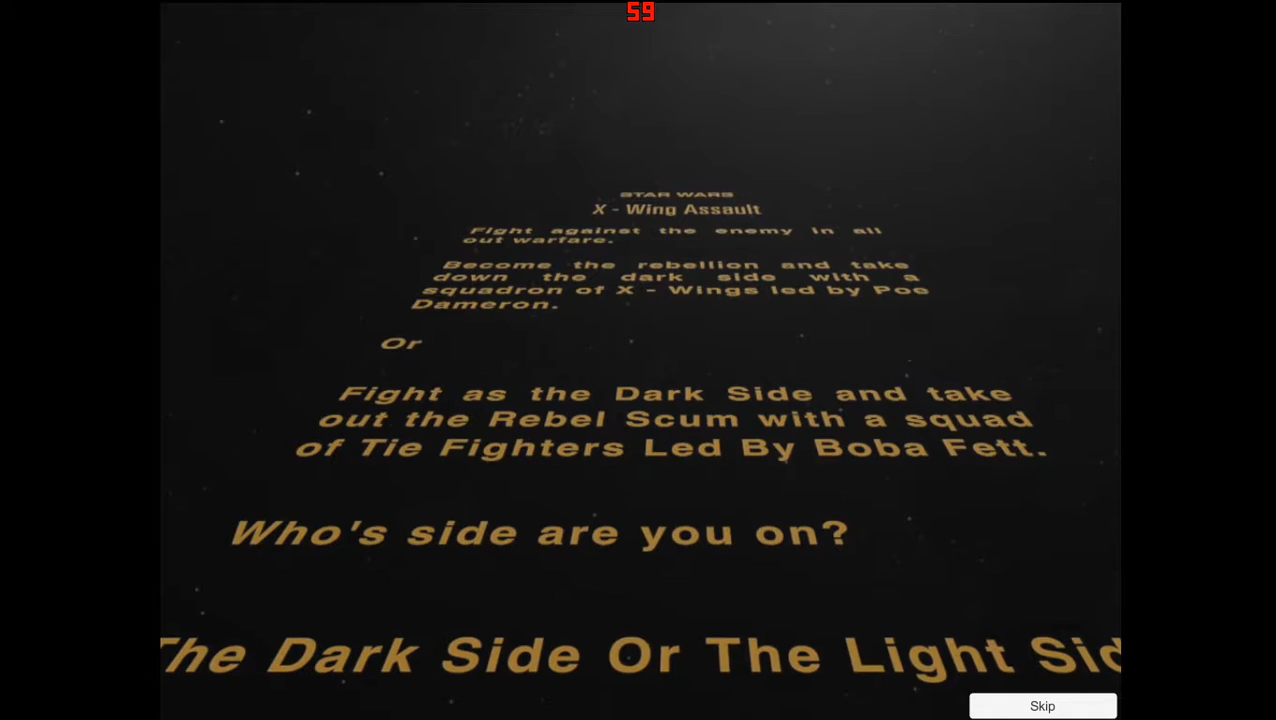 59
STAR WARS
X - Wing Assault
Fight against the enemy in all
out warfare.
Become the rebellion and take
down the dark side with a
squadron of X - Wings led by Poe
Dameron.
Or
Fight as the Dark Side and take
out the Rebel Scum with a squad
of Tie Fighters Led By Boba Fett.
Who's side are you on?
The Dark Side Or The Light Sid
Skip